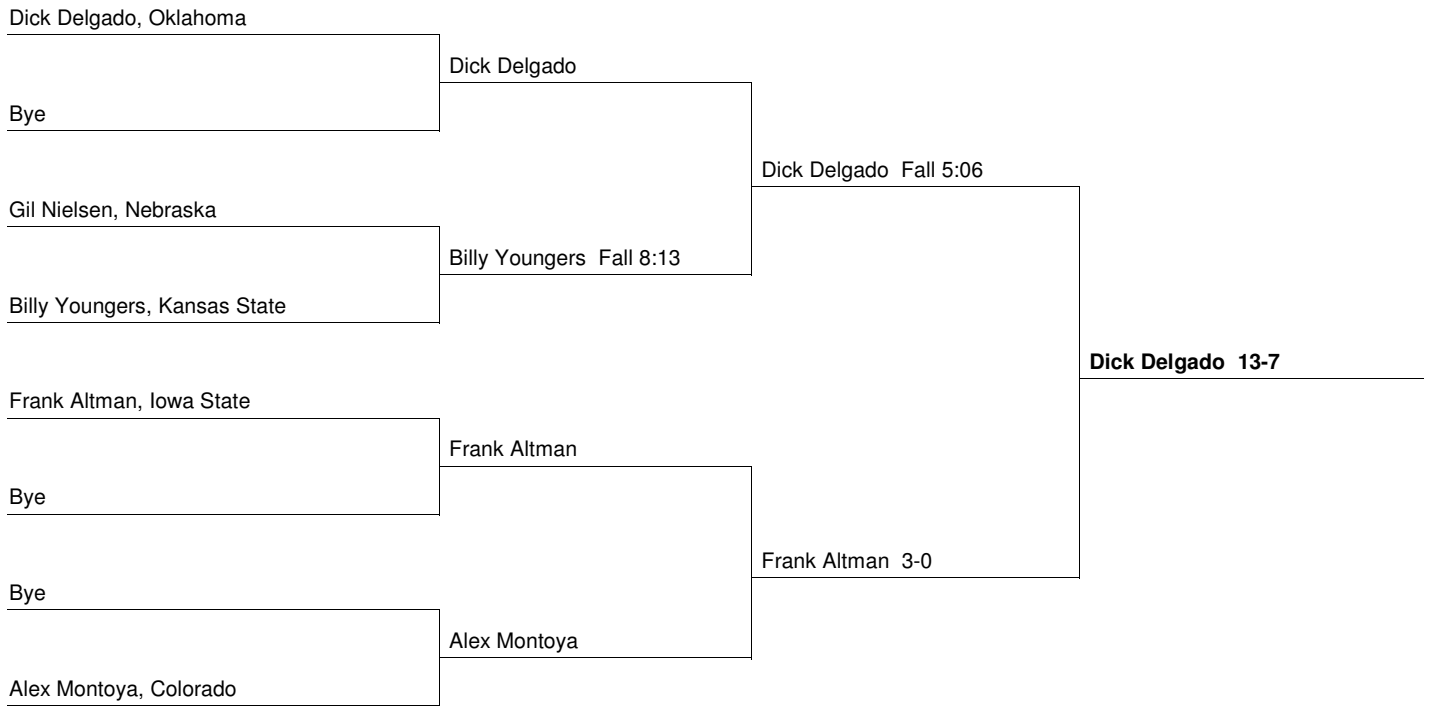 Dick Delgado, Oklahoma
Dick Delgado
Bye
Dick Delgado  Fall 5:06
Gil Nielsen, Nebraska
Billy Youngers  Fall 8:13
Billy Youngers, Kansas State
Dick Delgado  13-7
Frank Altman, Iowa State
Frank Altman
Bye
Frank Altman  3-0
Bye
Alex Montoya
Alex Montoya, Colorado